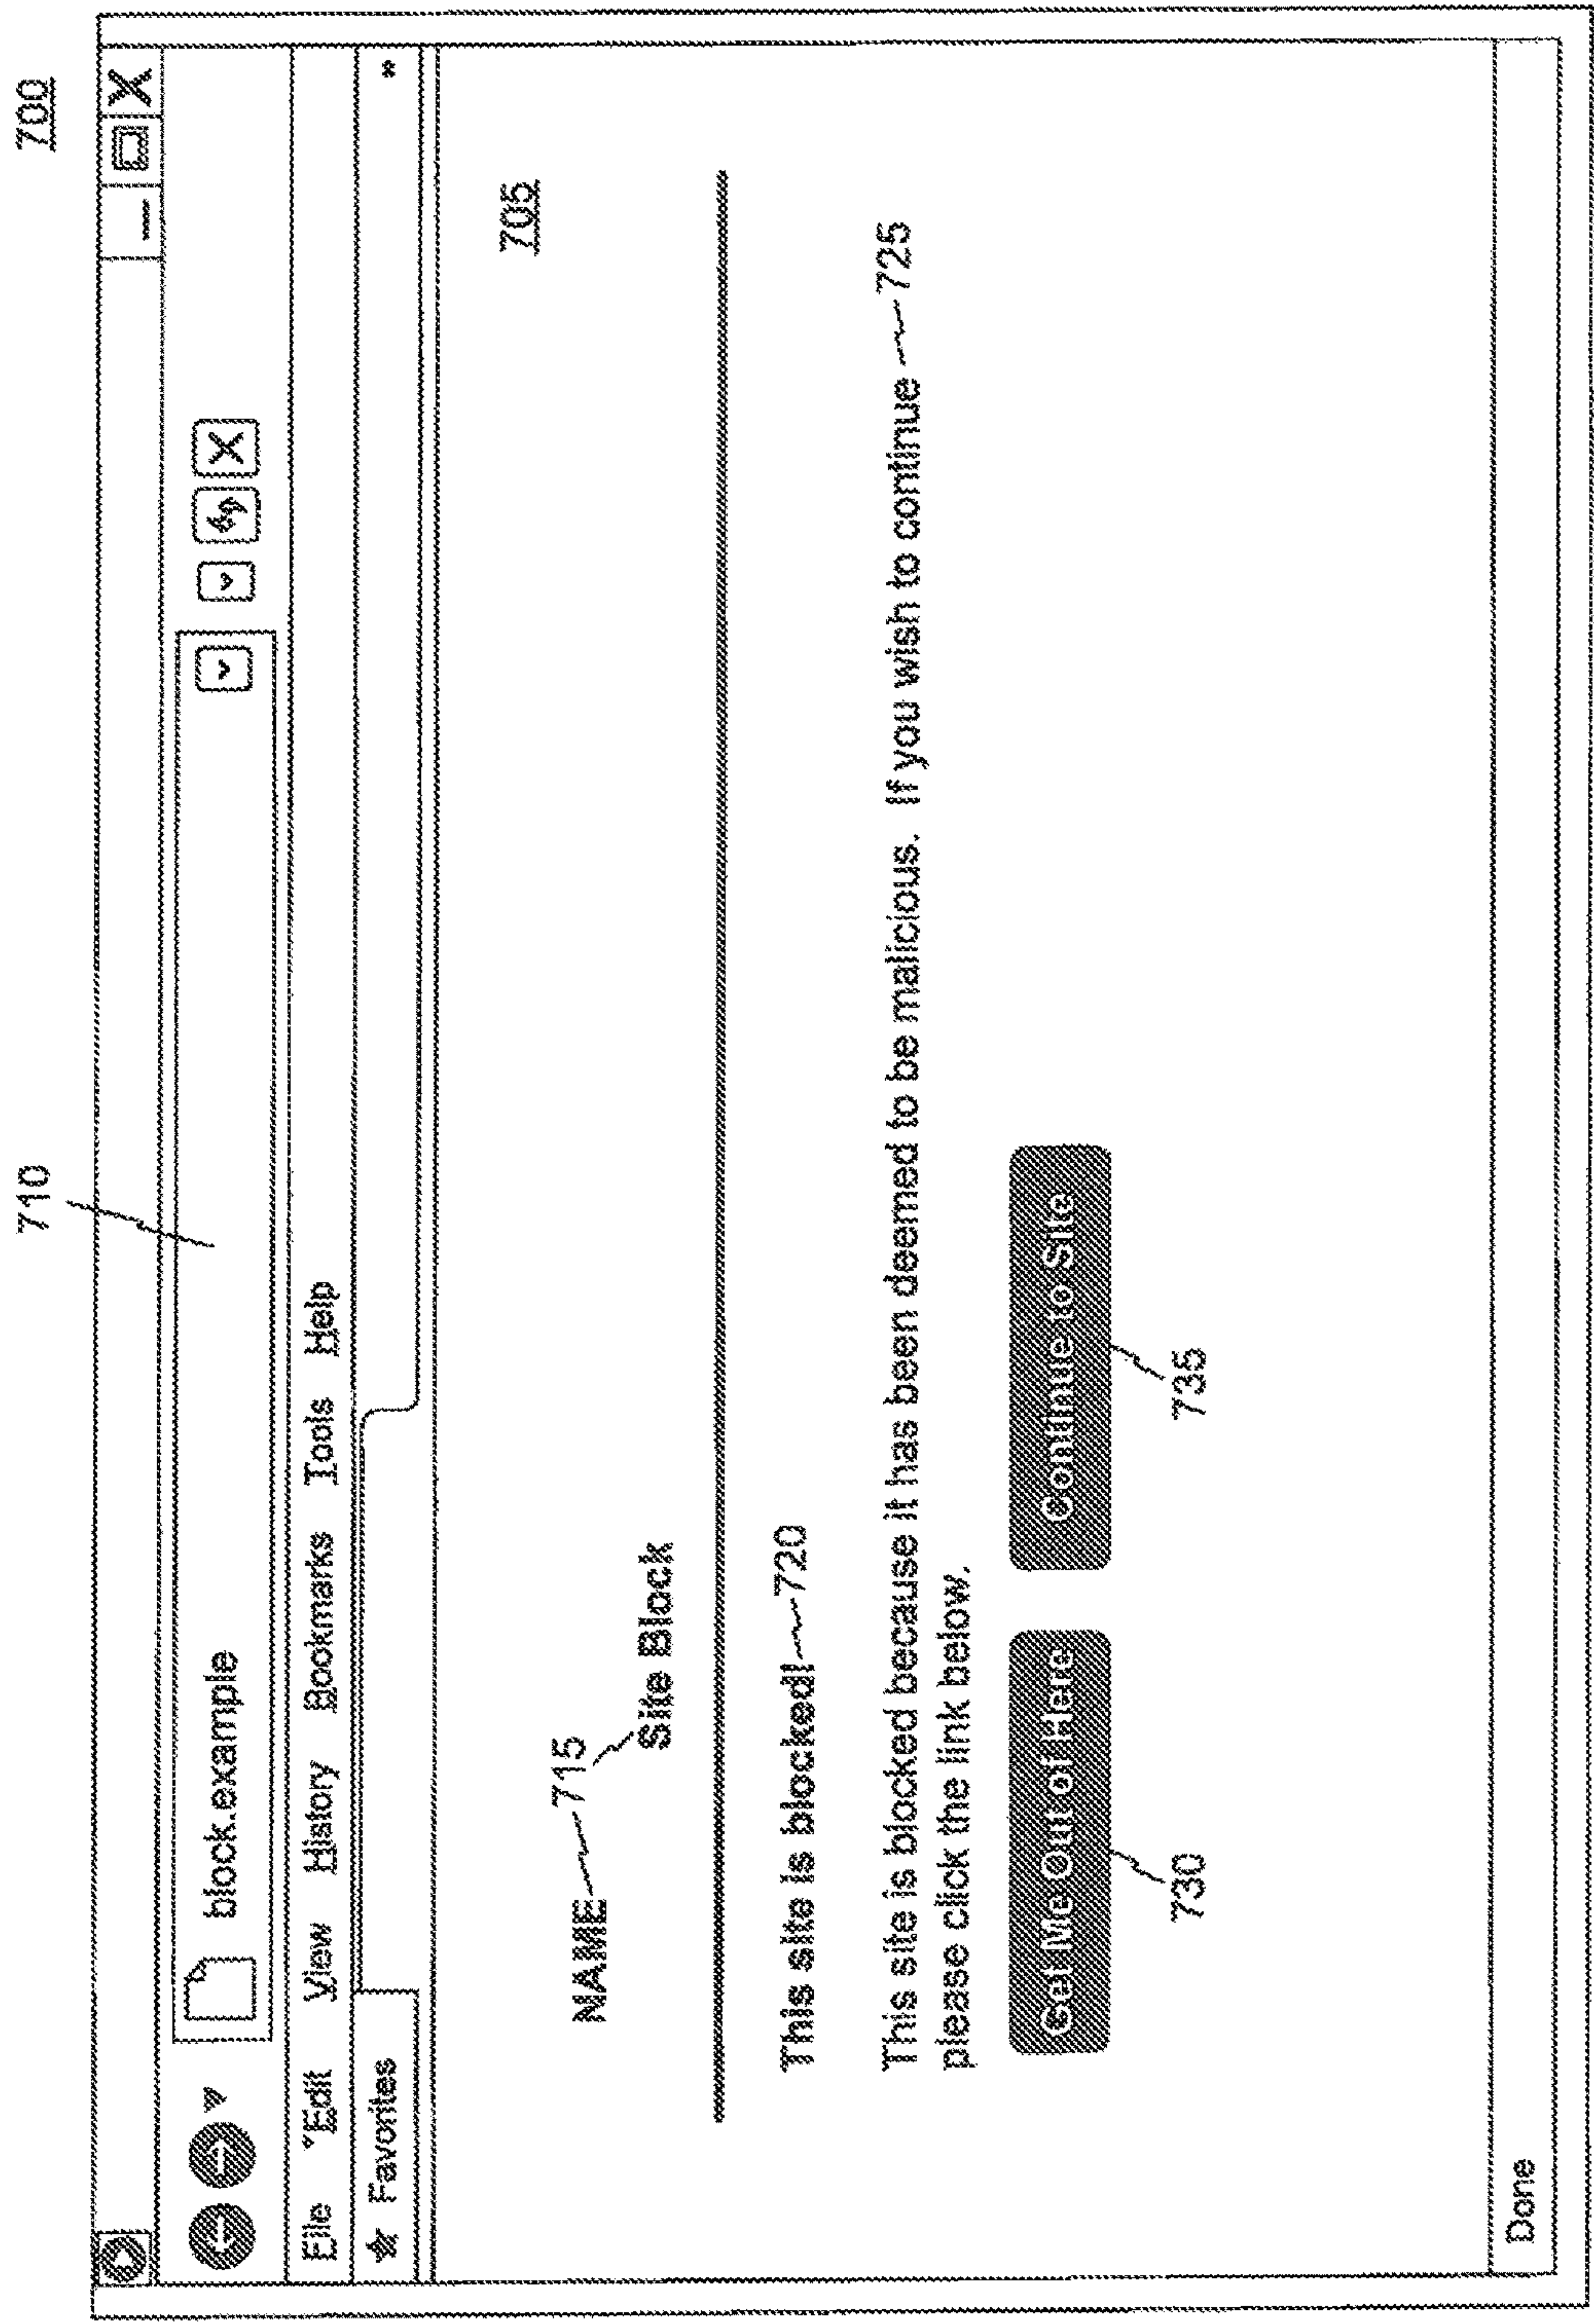 700
710
block.example
File Edit View History Bookmarks Tools Help
Favorites
705
NAME 715
Site Block
This site is blocked! 720
This site is blocked because it has been deemed to be malicious. If you wish to continue 725
please click the link below.
Get Me Out of Here Continue to Site
730 735
Done